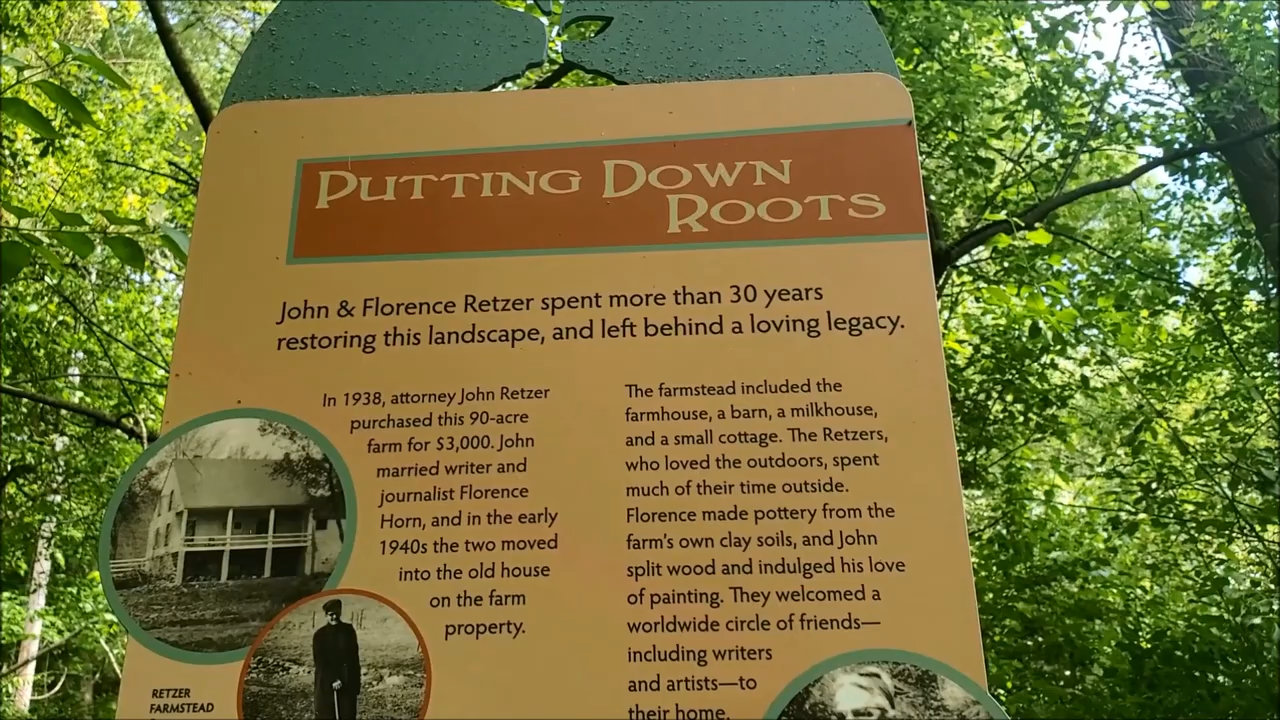 PUTTING DOWN
ROOTS
John & Florence Retzer spent more than 30 years
restoring this landscape, and left behind a loving legacy.
In 1938, attorney John Retzer
purchased this 90-acre
farm for $3,000. John
married writer and
journalist Florence
Horn, and in the early
1940s the two moved
into the old house
on the farm
property.
The farmstead included the
farmhouse, a barn, a milkhouse,
and a small cottage. The Retzers,
who loved the outdoors, spent
much of their time outside.
Florence made pottery from the
farm's own clay soils, and John
split wood and indulged his love
of painting. They welcomed a
worldwide circle of friends—
including writers
and artists—to
their home.
RETZER
FARMSTEAD